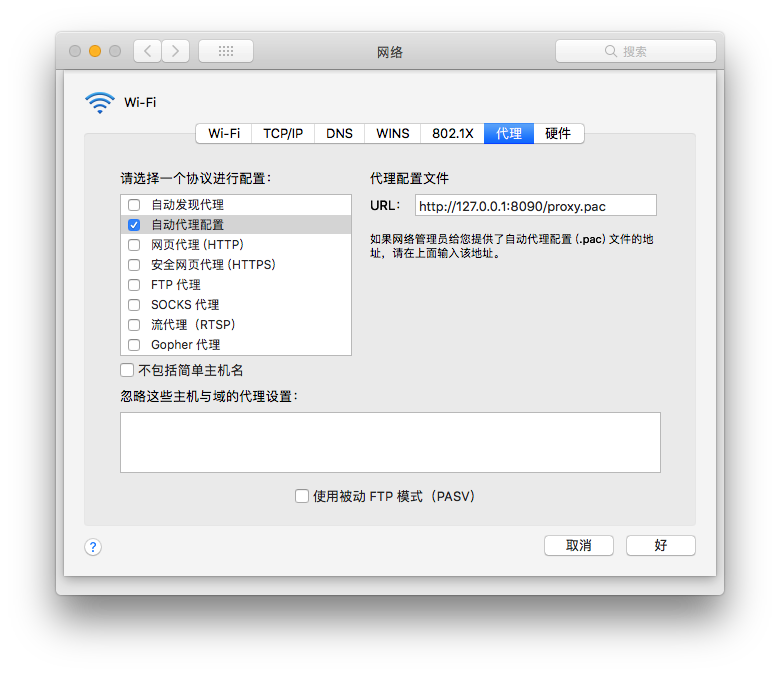 网络
搜索
Wi-Fi
Wi-Fi TCP/IP DNS WINS 802.1X 代理 硬件
请选择一个协议进行配置：
自动发现代理
自动代理配置
网页代理 (HTTP)
安全网页代理 (HTTPS)
FTP 代理
SOCKS 代理
流代理（RTSP）
Gopher 代理
不包括简单主机名
代理配置文件
URL： http://127.0.0.1:8090/proxy.pac
如果网络管理员给您提供了自动代理配置 (.pac) 文件的地
址，请在上面输入该地址。
忽略这些主机与域的代理设置：
使用被动 FTP 模式（PASV）
?
取消
好